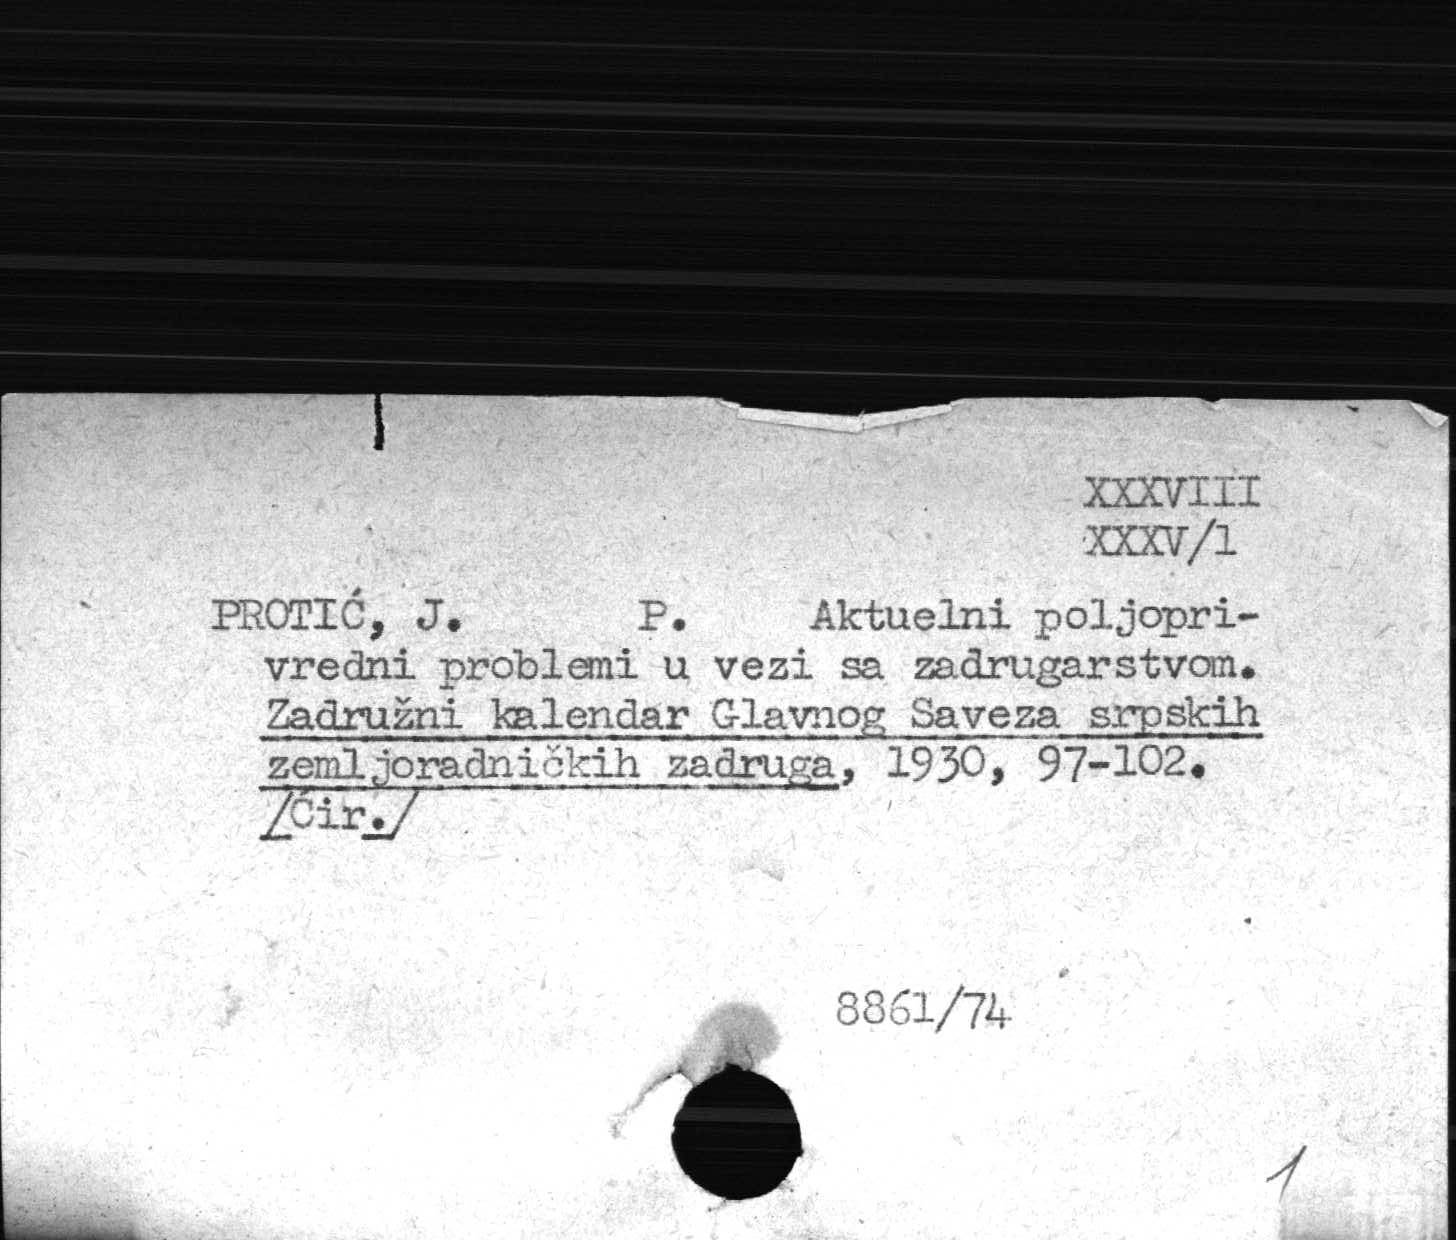 XXXVIII
XXXV/1
PROTIĆ, J. P. Aktuelni poljopri-
vredni problemi u vezi sa zadrugarstvom.
Zadružni kalendar Glavnog Saveza srpskih
zemljoradničkih zadruga, 1930, 97-102.
/Ćir./
8861/74
1